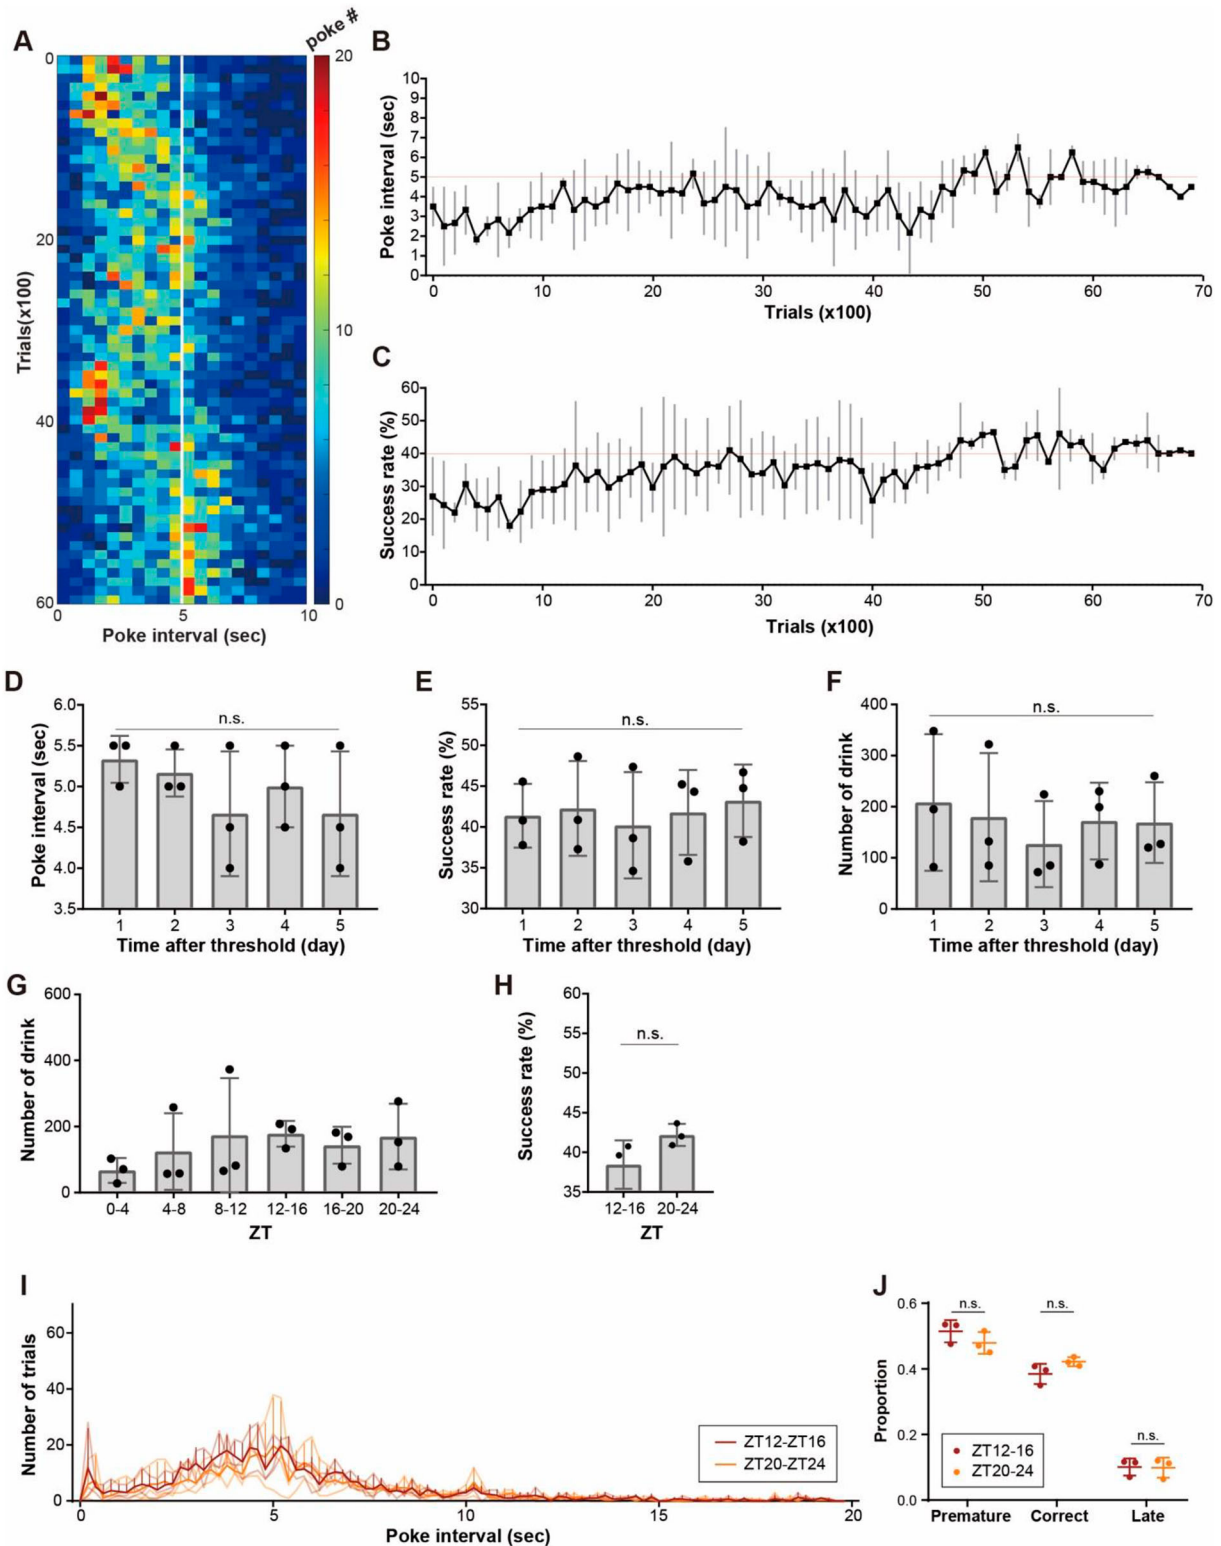 A
poke #
0
20
40
60
Trials(x100)
0
5
10
Poke interval (sec)
20
10
0
B
10
9
8
7
6
5
4
3
2
1
0
Poke interval (sec)
0
10
20
30
40
50
60
70
Trials (x100)
C
60
50
40
30
20
10
0
Success rate (%)
0
10
20
30
40
50
60
70
Trials (x100)
D
6.0
5.5
5.0
4.5
4.0
3.5
Poke interval (sec)
n.s.
1
2
3
4
5
Time after threshold (day)
E
55
50
45
40
35
30
Success rate (%)
n.s.
1
2
3
4
5
Time after threshold (day)
F
400
300
200
100
0
Number of drink
n.s.
1
2
3
4
5
Time after threshold (day)
G
600
400
200
0
Number of drink
0-4
4-8
8-12
12-16
16-20
20-24
ZT
H
60
55
50
45
40
35
Success rate (%)
n.s.
12-16
20-24
ZT
I
60
40
20
0
Number of trials
ZT12-ZT16
ZT20-ZT24
0
5
10
15
20
Poke interval (sec)
J
0.6
0.4
0.2
0.0
Proportion
n.s.
n.s.
n.s.
ZT12-16
ZT20-24
Premature
Correct
Late